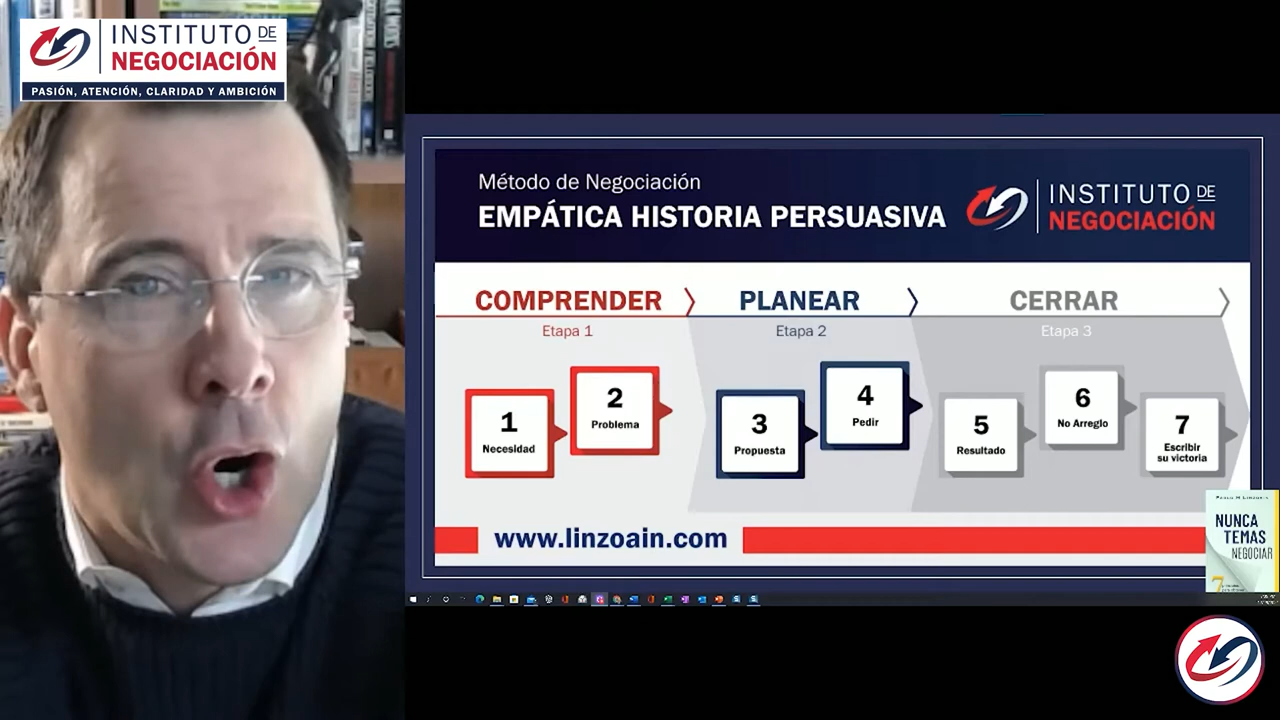 INSTITUTO DE
NEGOCIACIÓN
PASIÓN, ATENCIÓN, CLARIDAD Y AMBICIÓN
Método de Negociación
EMPÁTICA HISTORIA PERSUASIVA
INSTITUTO DE
NEGOCIACIÓN
COMPRENDER
Etapa 1
PLANEAR
Etapa 2
CERRAR
Etapa 3
1
Necesidad
2
Problema
3
Propuesta
4
Pedir
5
Resultado
6
No Arreglo
7
Escribir
su victoria
www.linzoain.com
NUNCA
TEMAS
NEGOCIAR
7